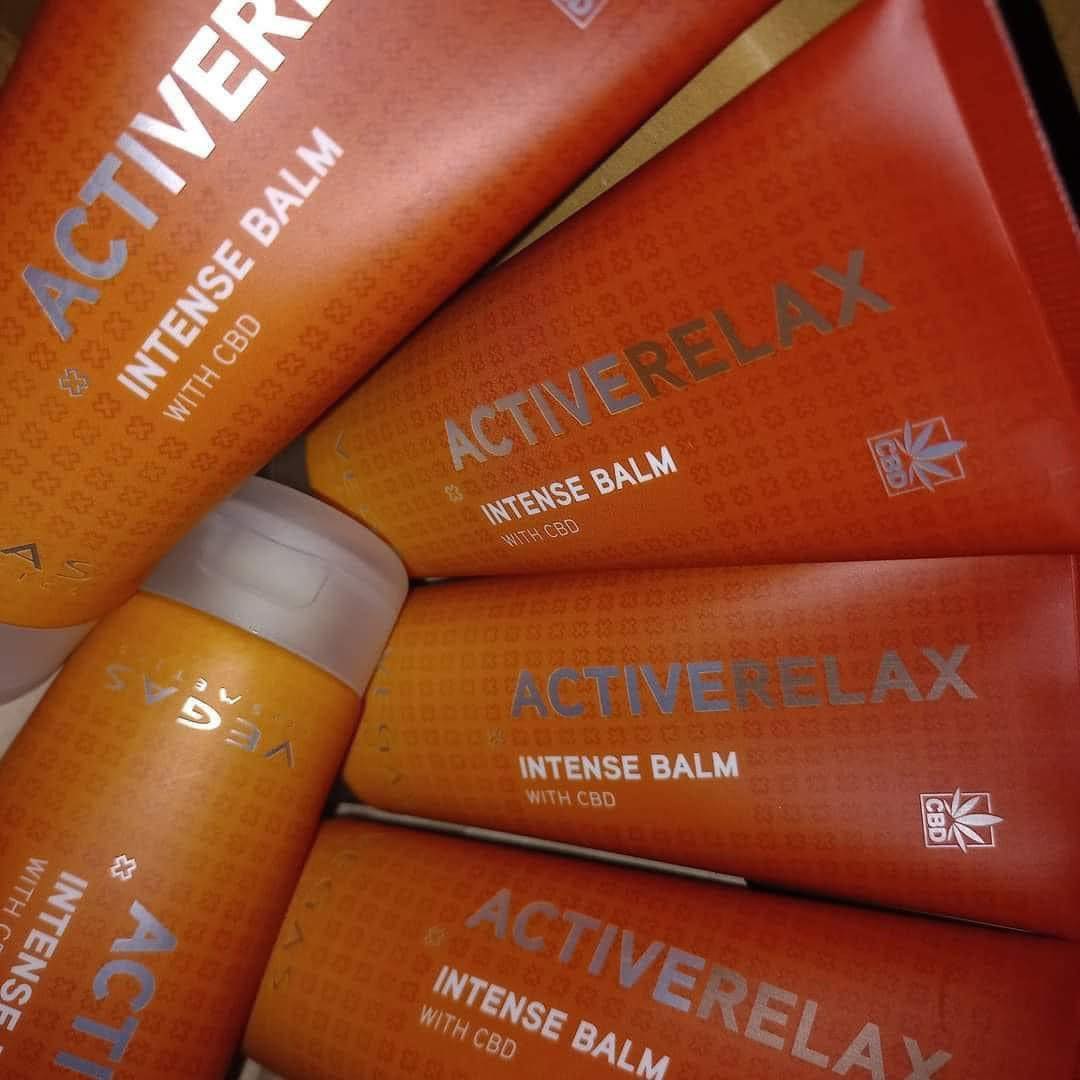 ACTIVERE
INTENSE BALM
WITH CBD
ACTIVERELAX
INTENSE BALM
WITH CBD
CBD
ACTIVERELAX
INTENSE BALM
WITH CBD
CBD
VEGAS
ACTI
INTENSE
WITH C
ACTIVERELAX
INTENSE BALM
WITH CBD